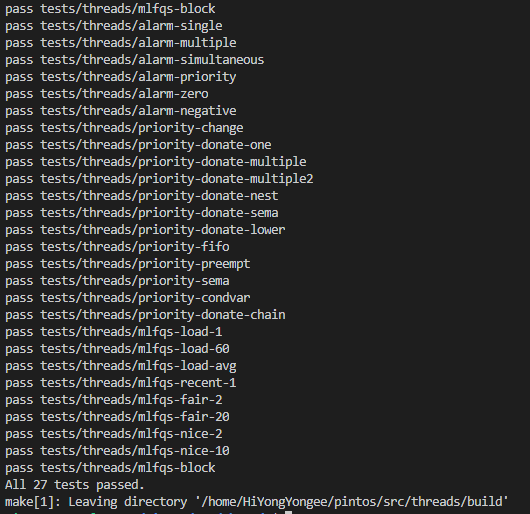 pass tests/threads/mlfqs-block
pass tests/threads/alarm-single
pass tests/threads/alarm-multiple
pass tests/threads/alarm-simultaneous
pass tests/threads/alarm-priority
pass tests/threads/alarm-zero
pass tests/threads/alarm-negative
pass tests/threads/priority-change
pass tests/threads/priority-donate-one
pass tests/threads/priority-donate-multiple
pass tests/threads/priority-donate-multiple2
pass tests/threads/priority-donate-nest
pass tests/threads/priority-donate-sema
pass tests/threads/priority-donate-lower
pass tests/threads/priority-fifo
pass tests/threads/priority-preempt
pass tests/threads/priority-sema
pass tests/threads/priority-condvar
pass tests/threads/priority-donate-chain
pass tests/threads/mlfqs-load-1
pass tests/threads/mlfqs-load-60
pass tests/threads/mlfqs-load-avg
pass tests/threads/mlfqs-recent-1
pass tests/threads/mlfqs-fair-2
pass tests/threads/mlfqs-fair-20
pass tests/threads/mlfqs-nice-2
pass tests/threads/mlfqs-nice-10
pass tests/threads/mlfqs-block
All 27 tests passed.
make[1]: Leaving directory '/home/HiYongYongee/pintos/src/threads/build'